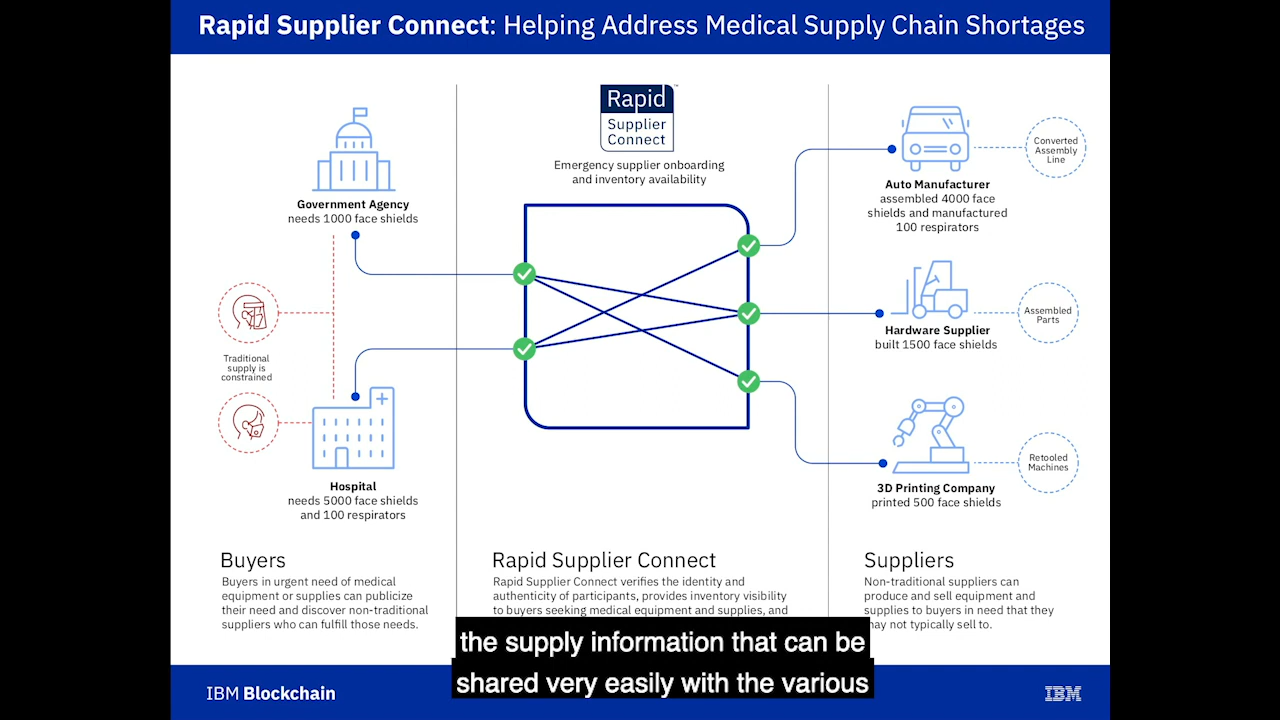 Rapid Supplier Connect: Helping Address Medical Supply Chain Shortages
Government Agency
needs 1000 face shields
Traditional
supply is
constrained
Hospital
needs 5000 face shields
and 100 respirators
Rapid
Supplier
Connect
™
Emergency supplier onboarding
and inventory availability
Auto Manufacturer
assembled 4000 face
shields and manufactured
100 respirators
Converted
Assembly
Line
Hardware Supplier
built 1500 face shields
Assembled
Parts
3D Printing Company
printed 500 face shields
Retooled
Machines
Buyers
Buyers in urgent need of medical
equipment or supplies can publicize
their need and discover non-traditional
suppliers who can fulfill those needs.
Rapid Supplier Connect
Rapid Supplier Connect verifies the identity and
authenticity of participants, provides inventory visibility
to buyers seeking medical equipment and supplies, and
Suppliers
Non-traditional suppliers can
produce and sell equipment and
supplies to buyers in need that they
may not typically sell to.
the supply information that can be
shared very easily with the various
IBM Blockchain
IBM